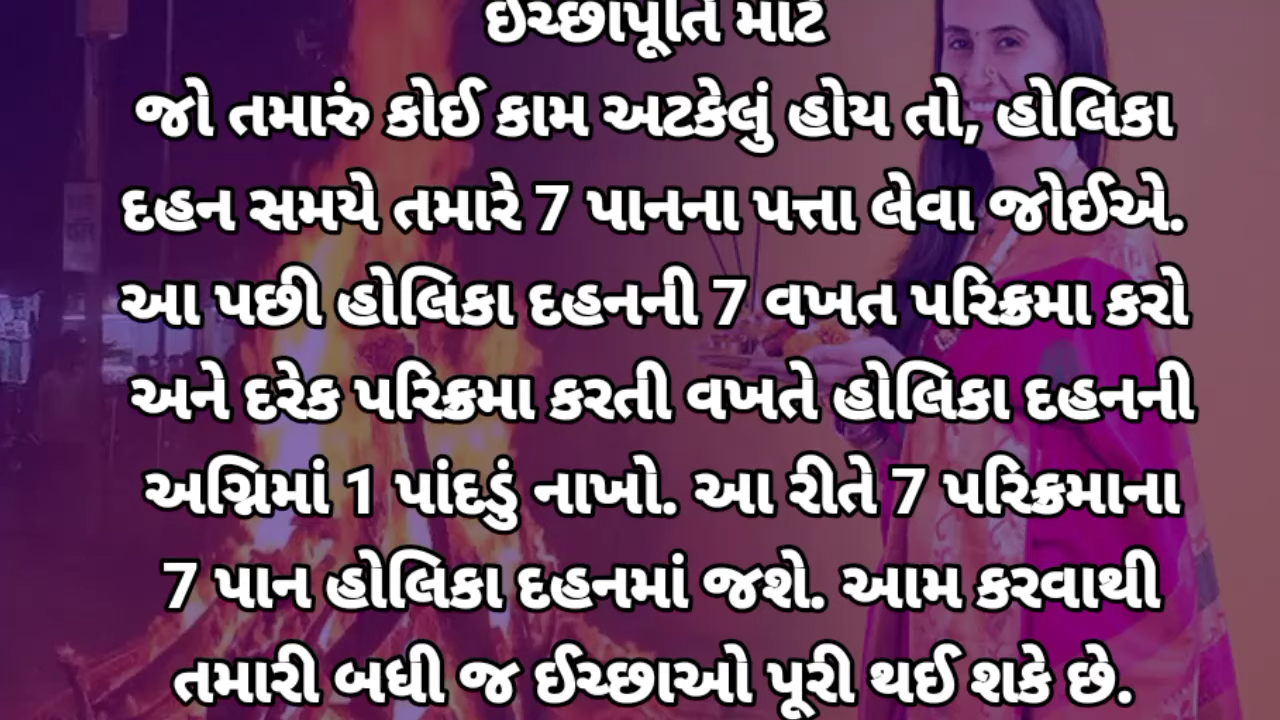 ઈચ્છાપૂર્તિ માટે
જો તમારું કોઈ કામ અટકેલું હોય તો, હોલિકા
દહન સમયે તમારે 7 પાનના પત્તા લેવા જોઈએ.
આ પછી હોલિકા દહનની 7 વખત પરિક્રમા કરો
અને દરેક પરિક્રમા કરતી વખતે હોલિકા દહનની
અગ્નિમાં 1 પાંદડું નાખો. આ રીતે 7 પરિક્રમાના
7 પાન હોલિકા દહનમાં જશે. આમ કરવાથી
તમારી બધી જ ઈચ્છાઓ પૂરી થઈ શકે છે.